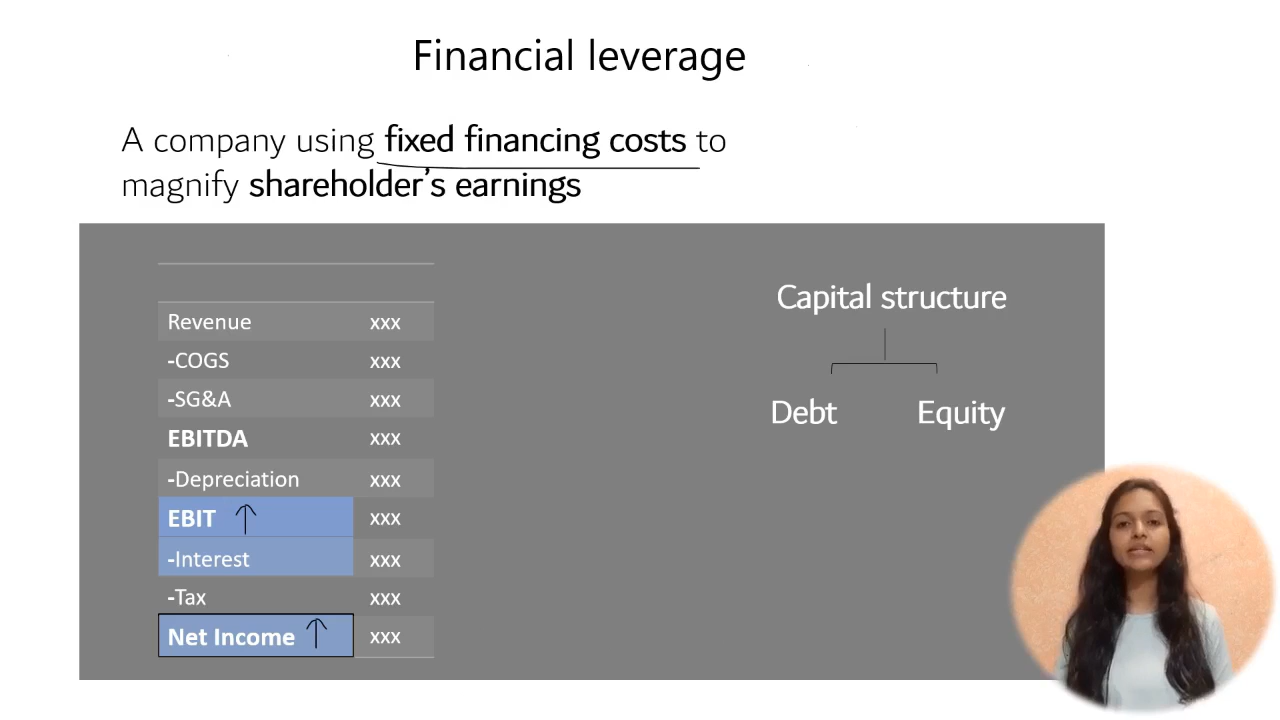 Financial leverage
A company using fixed financing costs to
magnify shareholder's earnings
Revenue xxx
-COGS xxx
-SG&A xxx
EBITDA xxx
-Depreciation xxx
EBIT ↑ xxx
-Interest xxx
-Tax xxx
Net Income ↑ xxx
Capital structure
Debt Equity